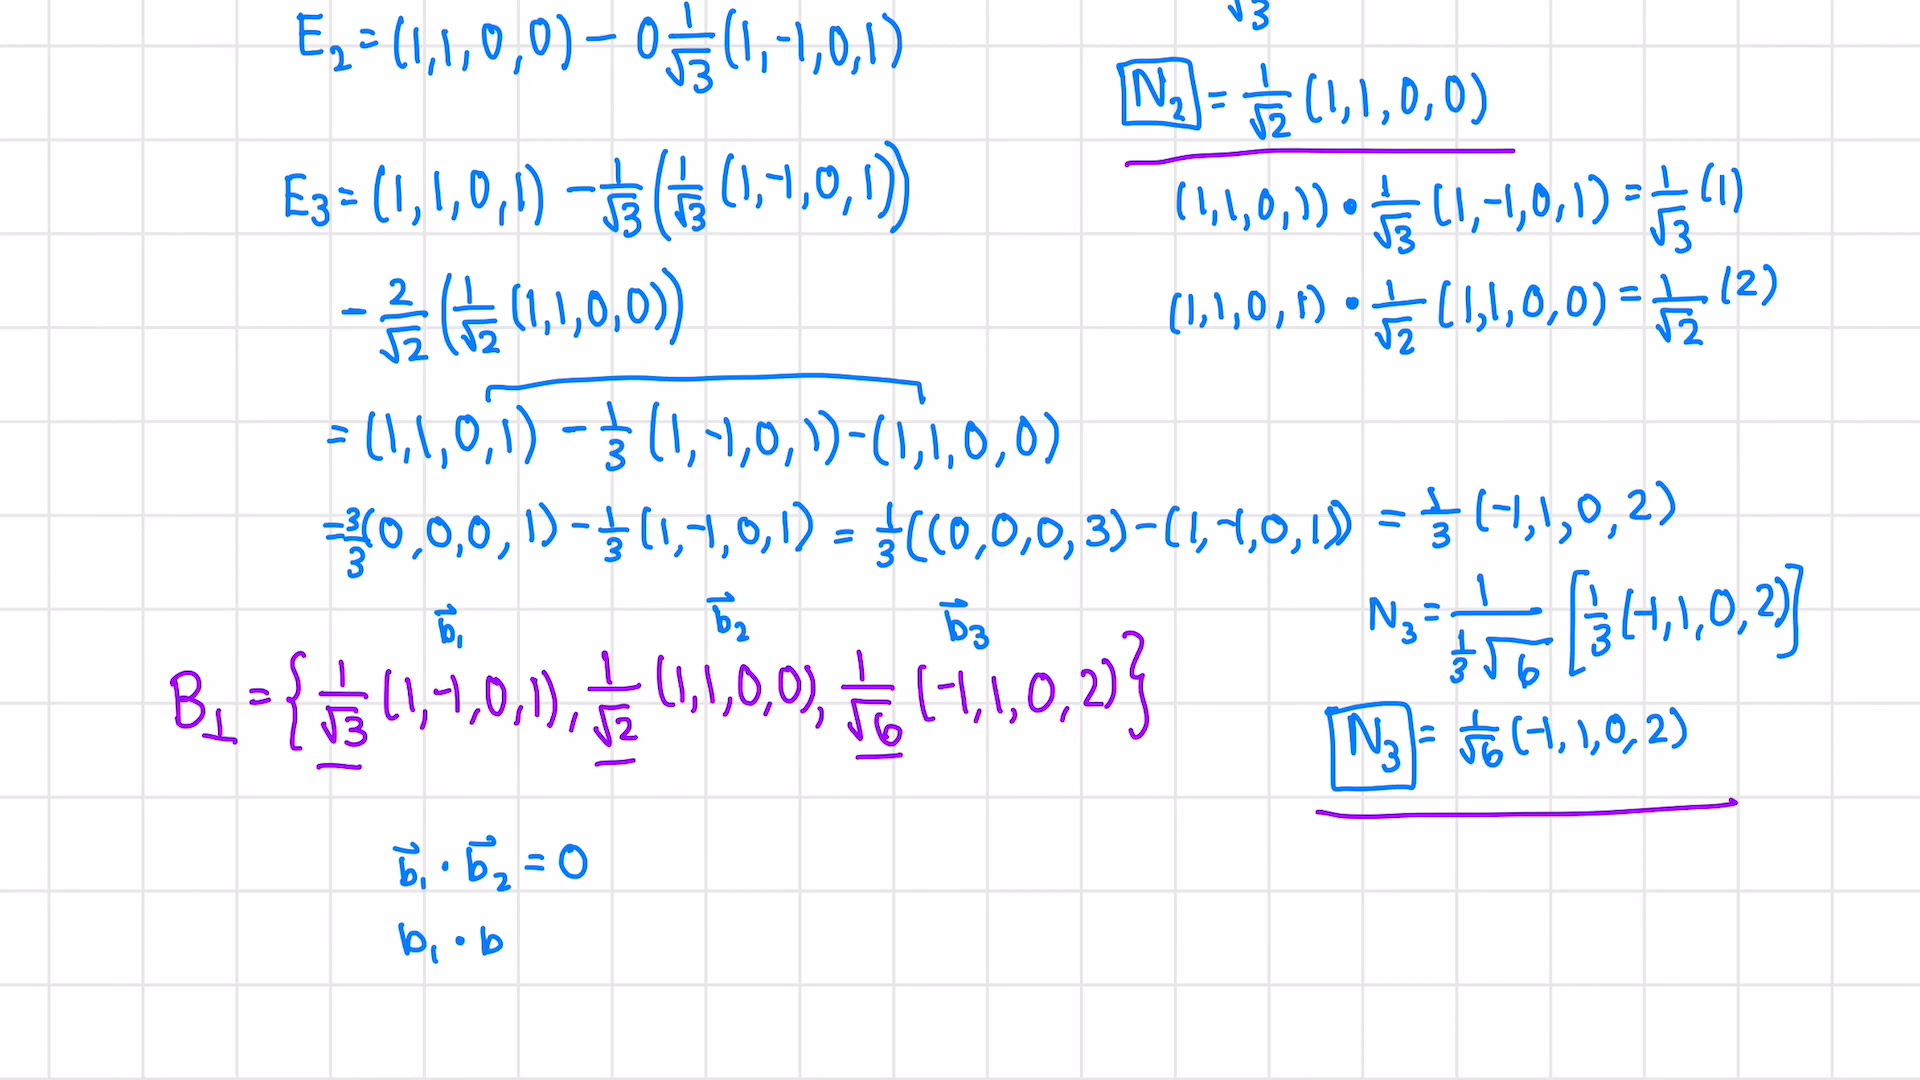 E₂ = (1,1,0,0) - 0 1/√3 (1,-1,0,1)
√3
N₂ = 1/√2 (1,1,0,0)
E₃ = (1,1,0,1) - 1/√3 (1/√3 (1,-1,0,1))
(1,1,0,1) • 1/√3 (1,-1,0,1) = 1/√3 (1)
- 2/√2 (1/√2 (1,1,0,0))
(1,1,0,1) • 1/√2 (1,1,0,0) = 1/√2 (2)
= (1,1,0,1) - 1/3 (1,-1,0,1) - (1,1,0,0)
= 3/3 (0,0,0,1) - 1/3 (1,-1,0,1) = 1/3 ((0,0,0,3) - (1,-1,0,1)) = 1/3 (-1,1,0,2)
b⃗₁ b⃗₂ b⃗₃
N₃ = 1/(1/3 √6) [1/3 (-1,1,0,2)]
B⊥ = {1/√3 (1,-1,0,1), 1/√2 (1,1,0,0), 1/√6 (-1,1,0,2)}
N₃ = 1/√6 (-1,1,0,2)
b⃗₁ · b⃗₂ = 0
b₁ · b